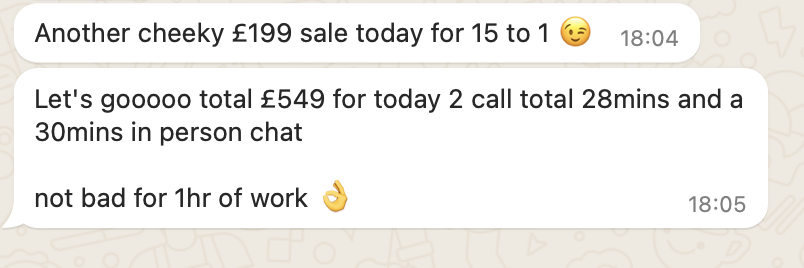 Another cheeky £199 sale today for 15 to 1 😉 18:04
Let's gooooo total £549 for today 2 call total 28mins and a
30mins in person chat
not bad for 1hr of work 👌 18:05